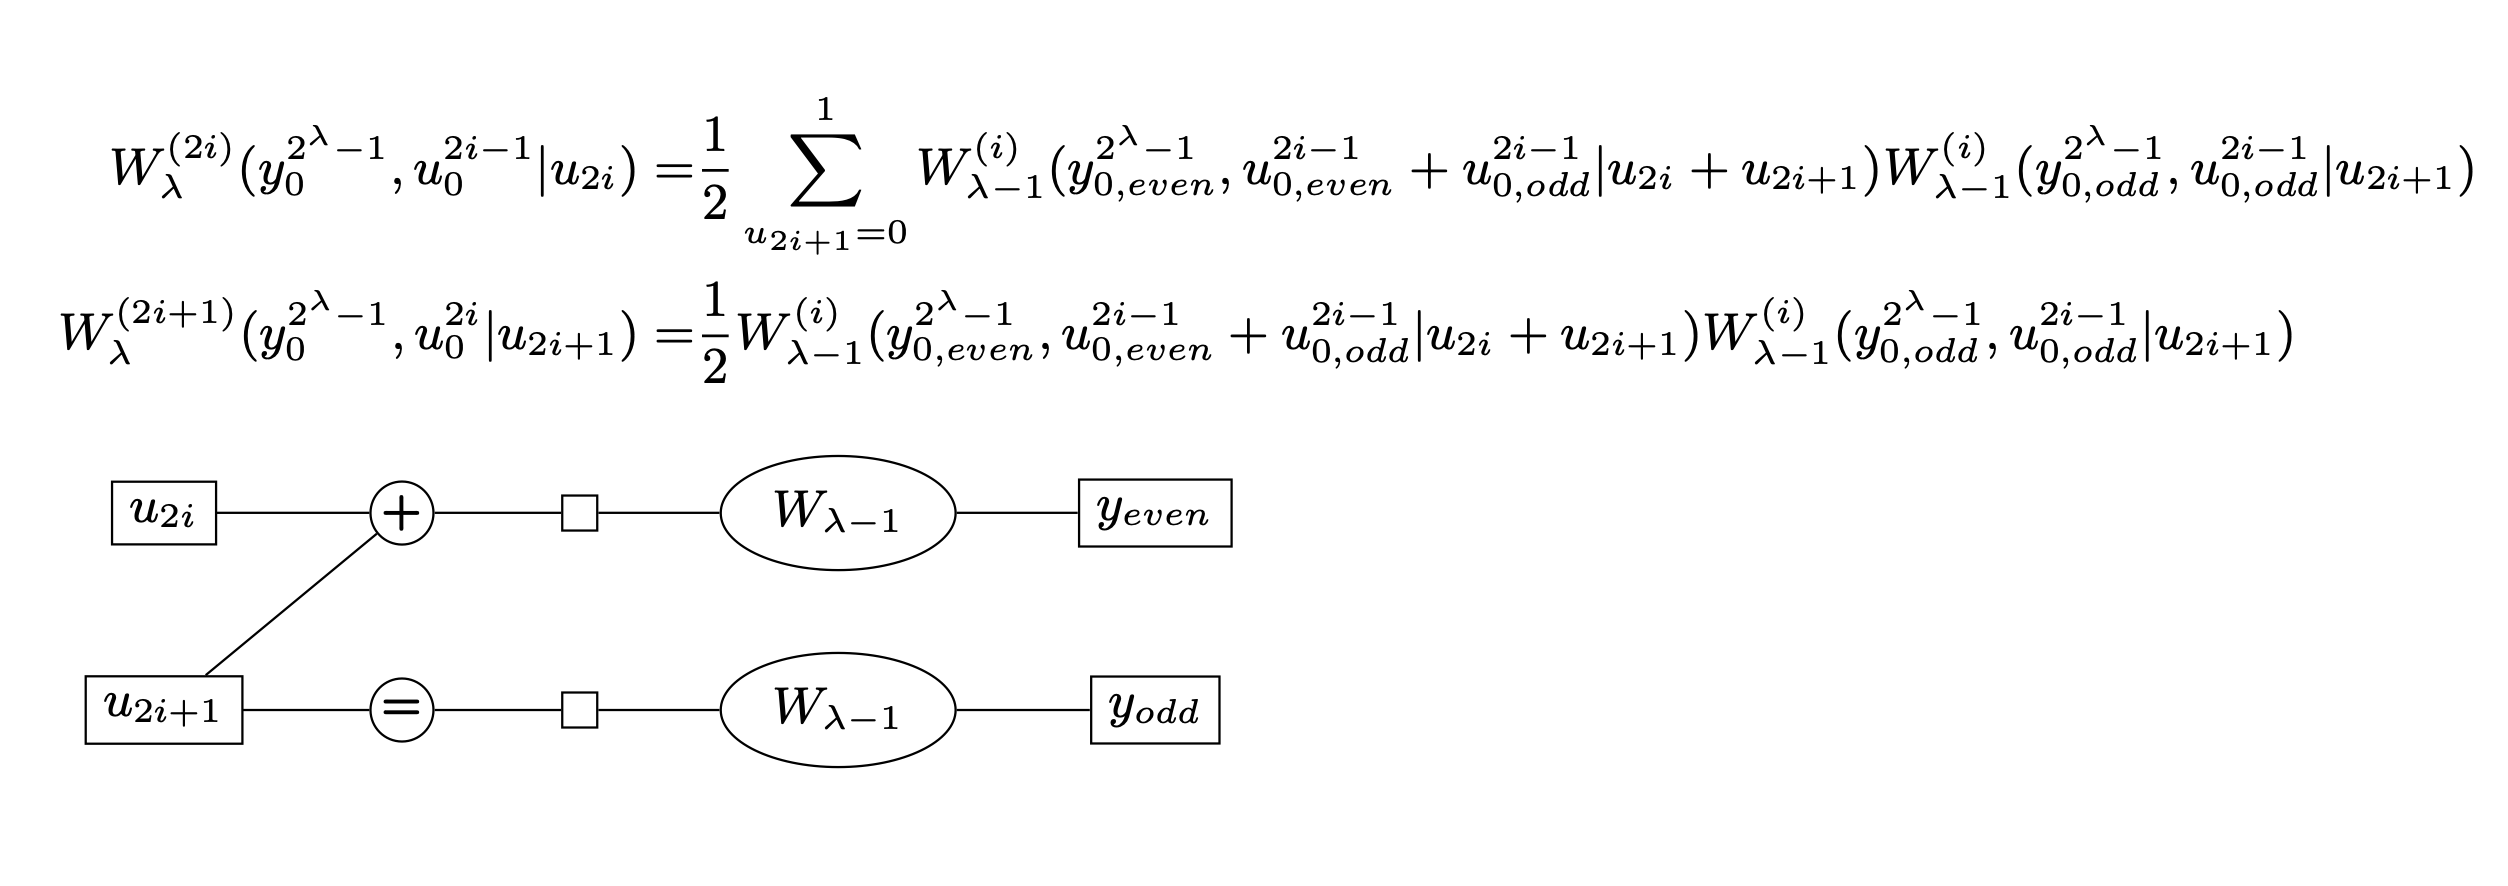 $W_{\lambda}^{(2i)}(y_0^{2^{\lambda}-1}, u_0^{2i-1}|u_{2i}) = \frac{1}{2} \sum_{u_{2i+1}=0}^{1} W_{\lambda-1}^{(i)}(y_{0,even}^{2^{\lambda}-1}, u_{0,even}^{2i-1} + u_{0,odd}^{2i-1}|u_{2i} + u_{2i+1}) W_{\lambda-1}^{(i)}(y_{0,odd}^{2^{\lambda}-1}, u_{0,odd}^{2i-1}|u_{2i+1})$
$W_{\lambda}^{(2i+1)}(y_0^{2^{\lambda}-1}, u_0^{2i}|u_{2i+1}) = \frac{1}{2} W_{\lambda-1}^{(i)}(y_{0,even}^{2^{\lambda}-1}, u_{0,even}^{2i-1} + u_{0,odd}^{2i-1}|u_{2i} + u_{2i+1}) W_{\lambda-1}^{(i)}(y_{0,odd}^{2^{\lambda}-1}, u_{0,odd}^{2i-1}|u_{2i+1})$
$u_{2i}$ + $W_{\lambda-1}$ $y_{even}$
$u_{2i+1}$ = $W_{\lambda-1}$ $y_{odd}$